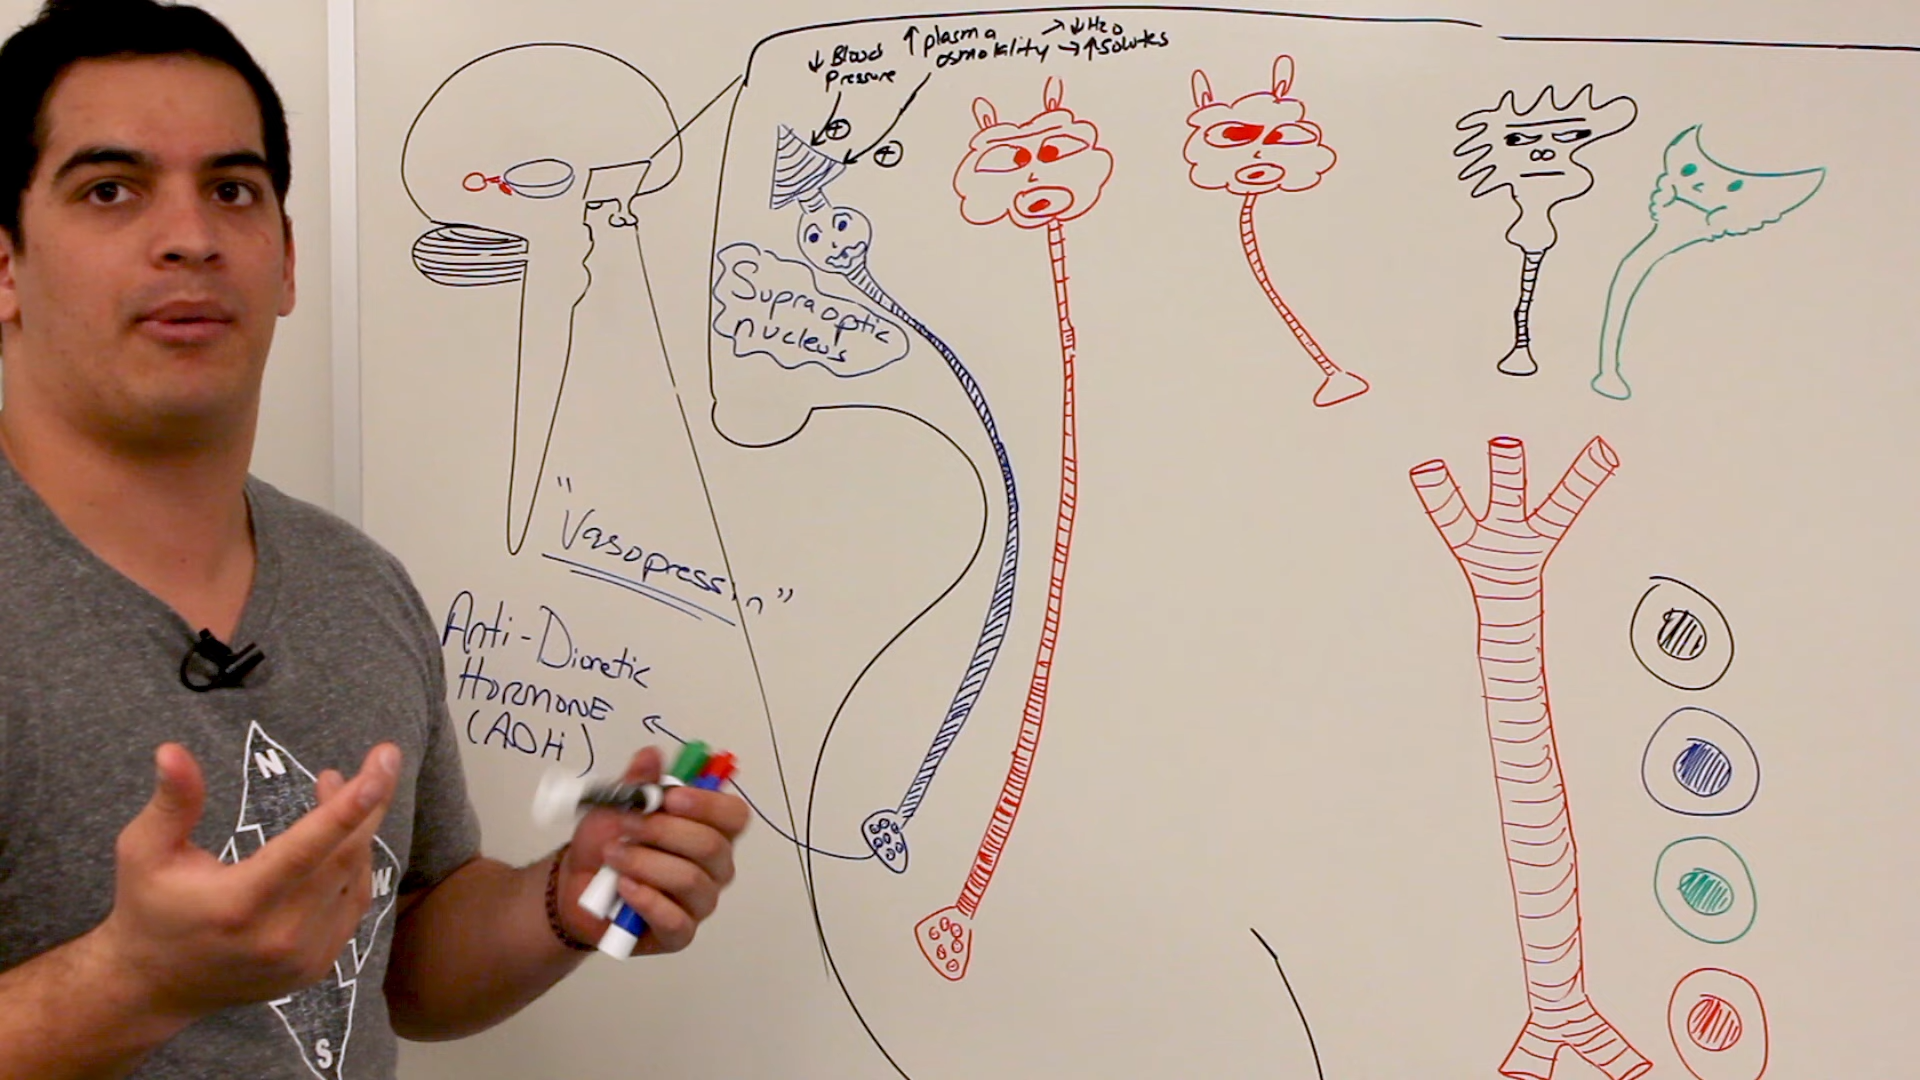 ↓ Blood
Pressure
↑ plasma
osmolality
→ ↓ H2O
→ ↑ Solutes
+
+
Supraoptic
nucleus
"Vasopressin"
Anti-Diuretic
Hormone
(ADH)
N
W
S